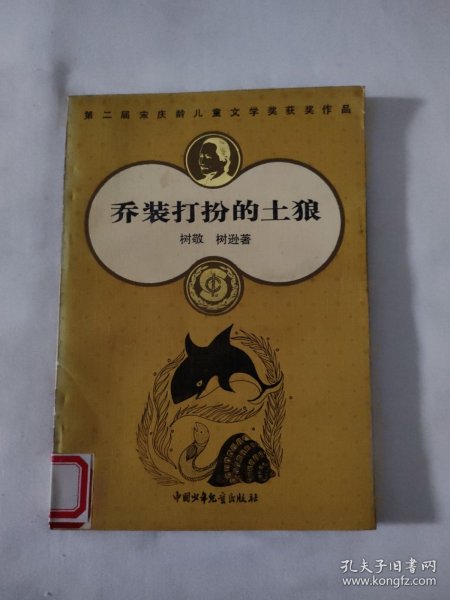 第二届宋庆龄儿童文学奖获奖作品
乔装打扮的土狼
树敬 树逊著
中国少年儿童出版社
孔夫子旧书网
www.kongfz.com